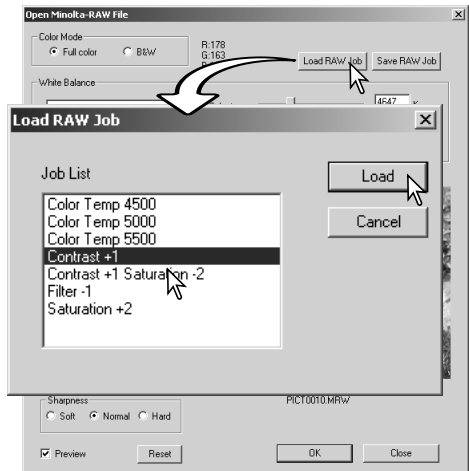 Open Minolta-RAW File
Color Mode
Full color B&W
R:178
G:163
Load RAW Job Save RAW Job
White Balance
4647 K
Load RAW Job
Job List
Load
Cancel
Color Temp 4500
Color Temp 5000
Color Temp 5500
Contrast +1
Contrast +1 Saturation -2
Filter -1
Saturation +2
Sharpness
Soft Normal Hard
PICT0010.MRW
Preview Reset OK Close